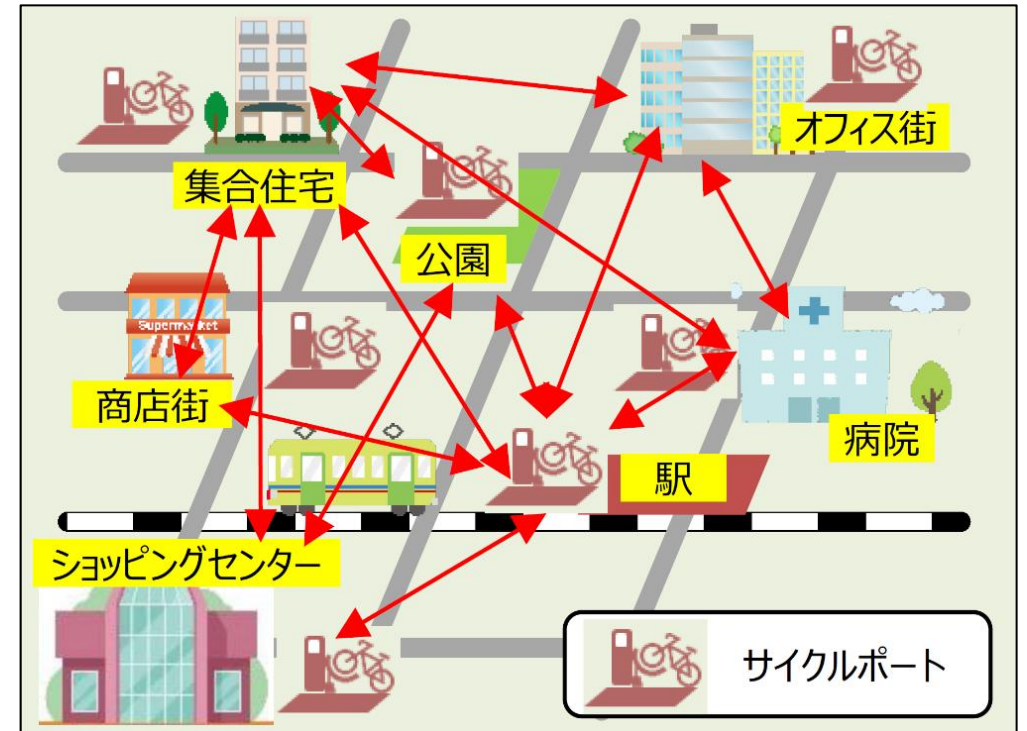 オフィス街
集合住宅
公園
Supermarket
商店街
病院
駅
ショッピングセンター
サイクルポート